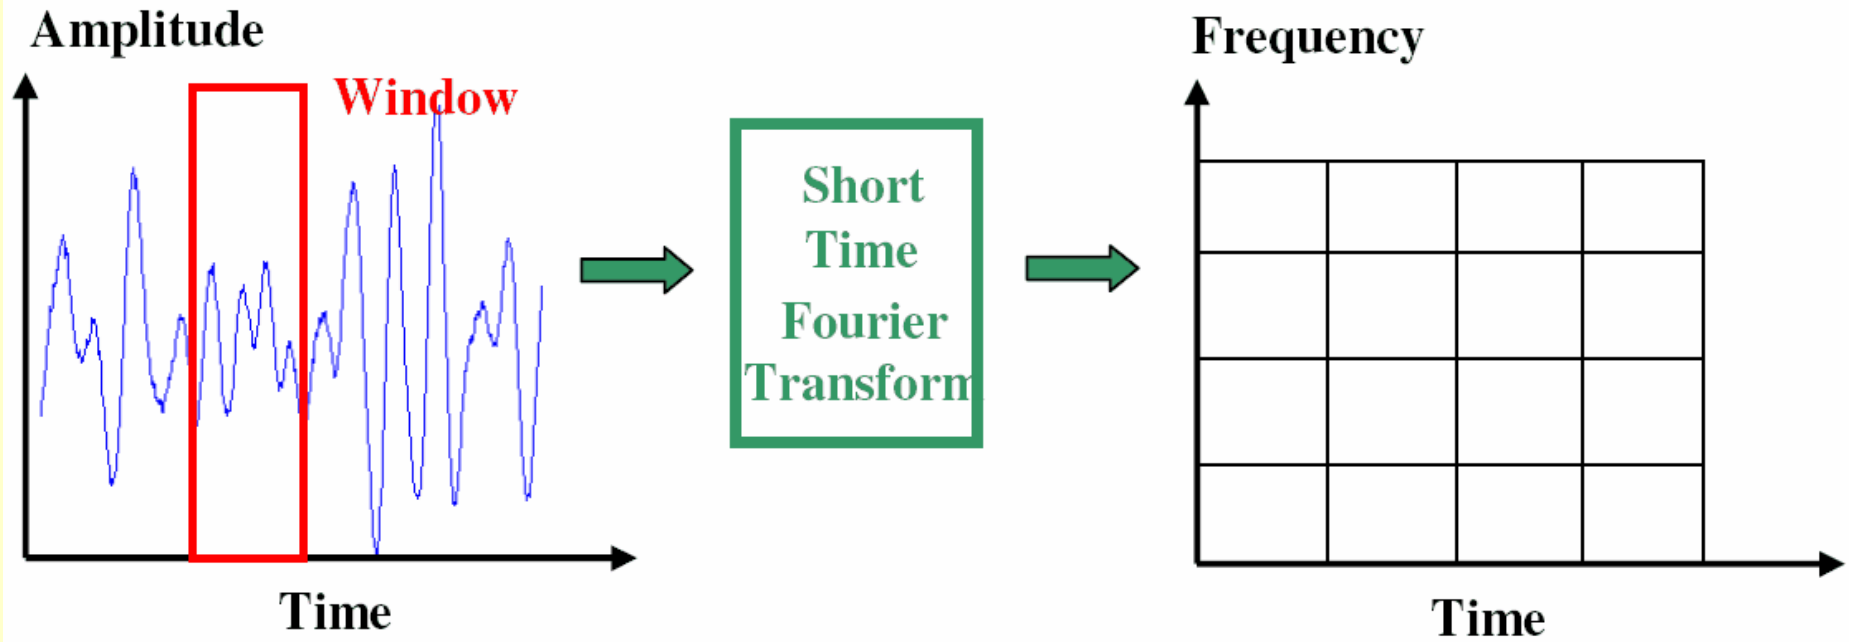 Amplitude
Window
Time
Short
Time
Fourier
Transform
Frequency
Time